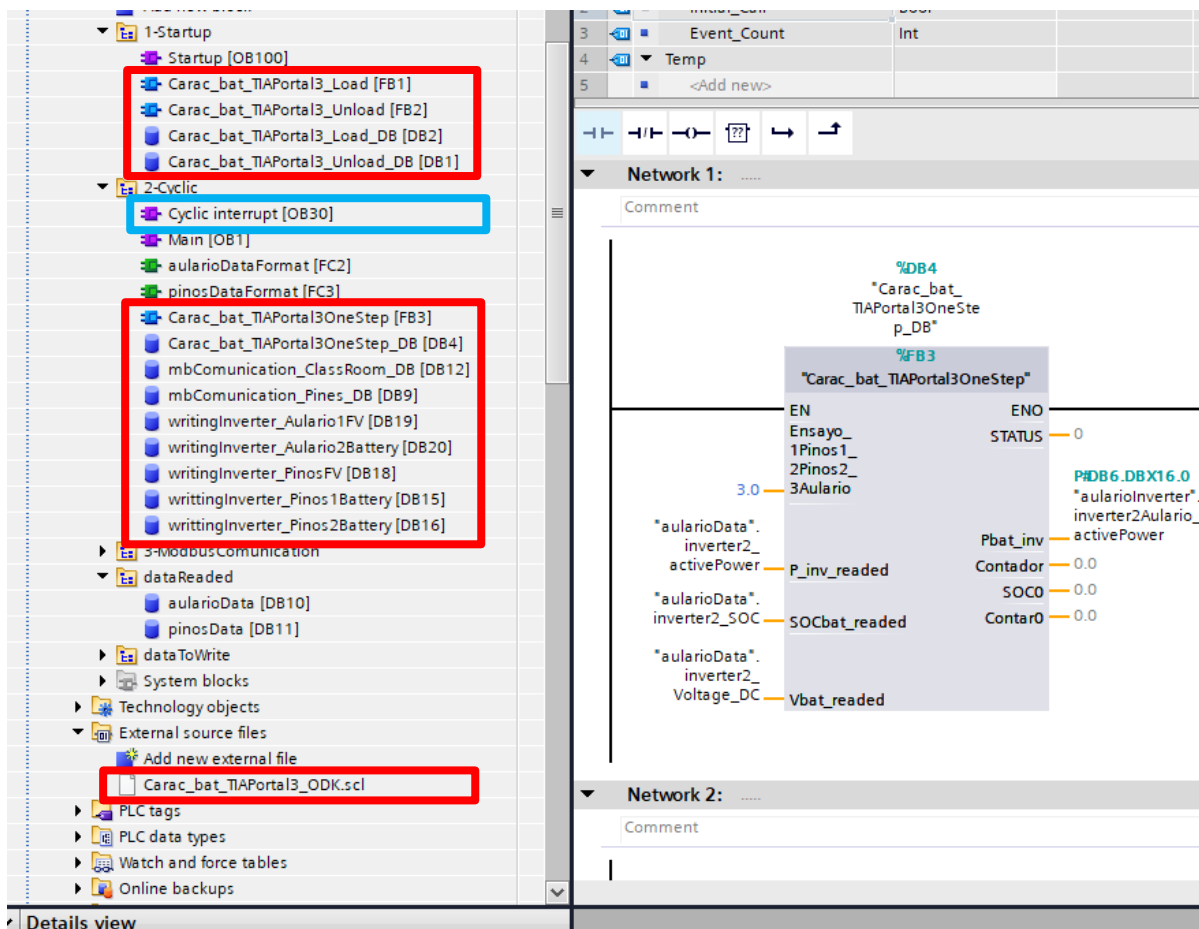 1-Startup
Startup [OB100]
Carac_bat_TIAPortal3_Load [FB1]
Carac_bat_TIAPortal3_Unload [FB2]
Carac_bat_TIAPortal3_Load_DB [DB2]
Carac_bat_TIAPortal3_Unload_DB [DB1]
2-Cyclic
Cyclic interrupt [OB30]
Main [OB1]
aularioDataFormat [FC2]
pinosDataFormat [FC3]
Carac_bat_TIAPortal3OneStep [FB3]
Carac_bat_TIAPortal3OneStep_DB [DB4]
mbComunication_ClassRoom_DB [DB12]
mbComunication_Pines_DB [DB9]
writingInverter_Aulario1FV [DB19]
writingInverter_Aulario2Battery [DB20]
writingInverter_PinosFV [DB18]
writtingInverter_Pinos1Battery [DB15]
writtingInverter_Pinos2Battery [DB16]
3-ModbusComunication
dataReaded
aularioData [DB10]
pinosData [DB11]
dataToWrite
System blocks
Technology objects
External source files
Add new external file
Carac_bat_TIAPortal3_ODK.scl
PLC tags
PLC data types
Watch and force tables
Online backups
Details view
3 Event_Count Int
4 Temp
5 <Add new>
??
Network 1: .....
Comment
%DB4
"Carac_bat_
TIAPortal3OneSte
p_DB"
%FB3
"Carac_bat_TIAPortal3OneStep"
EN ENO
Ensayo_
1Pinos1_
2Pinos2_
3.0 3Aulario
STATUS 0
P#DB6.DBX16.0
"aularioInverter".
inverter2Aulario_
Pbat_inv activePower
"aularioData".
inverter2_
activePower P_inv_readed
Contador 0.0
SOC0 0.0
"aularioData".
inverter2_SOC SOCbat_readed
Contar0 0.0
"aularioData".
inverter2_
Voltage_DC Vbat_readed
Network 2: .....
Comment